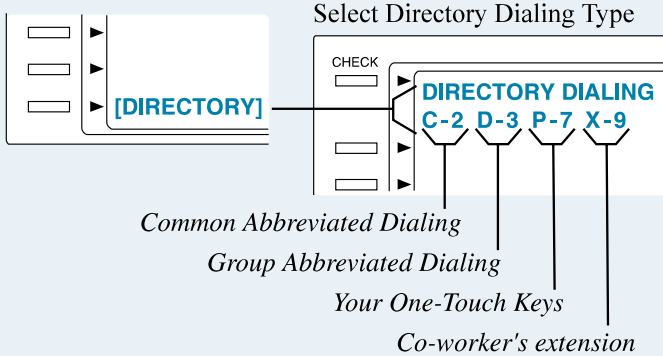 Select Directory Dialing Type
CHECK
[DIRECTORY]
DIRECTORY DIALING
C-2 D-3 P-7 X-9
Common Abbreviated Dialing
Group Abbreviated Dialing
Your One-Touch Keys
Co-worker's extension